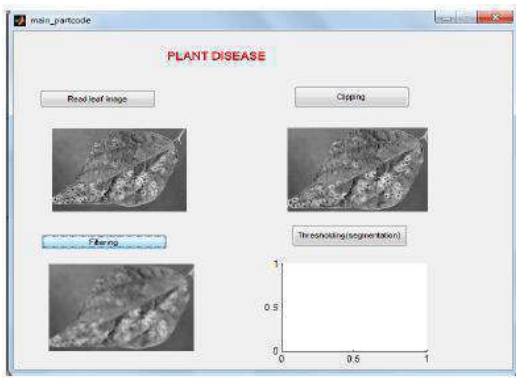 main_partcode
PLANT DISEASE
Read leaf image
Clipping
Filtering
Thresholding(segmentation)
1
0.5
0
0
0.5
1